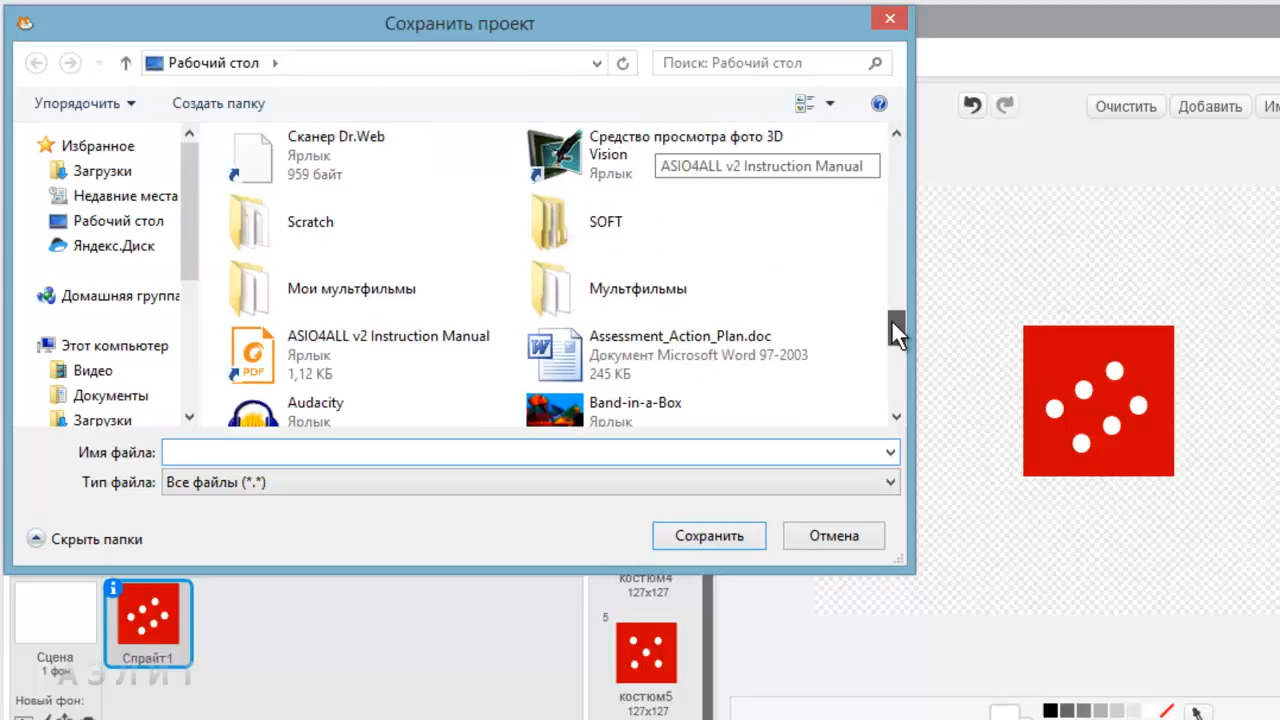 Сохранить проект
Рабочий стол
Поиск: Рабочий стол
Упорядочить
Создать папку
Очистить
Добавить
Избранное
Загрузки
Недавние места
Рабочий стол
Яндекс.Диск
Домашняя группа
Этот компьютер
Видео
Документы
Загрузки
Сканер Dr.Web
Ярлык
959 байт
Средство просмотра фото 3D
Vision
Ярлык
ASIO4ALL v2 Instruction Manual
Scratch
SOFT
Мои мультфильмы
Мультфильмы
ASIO4ALL v2 Instruction Manual
Ярлык
1,12 КБ
PDF
Assessment_Action_Plan.doc
Документ Microsoft Word 97-2003
245 КБ
Audacity
Ярлык
Band-in-a-Box
Ярлык
Имя файла:
Тип файла:
Все файлы (*.*)
Скрыть папки
Сохранить
Отмена
Сцена
1 фон
Спрайт1
АЭЛИТ
Новый фон:
костюм4
127x127
5
костюм5
127x127